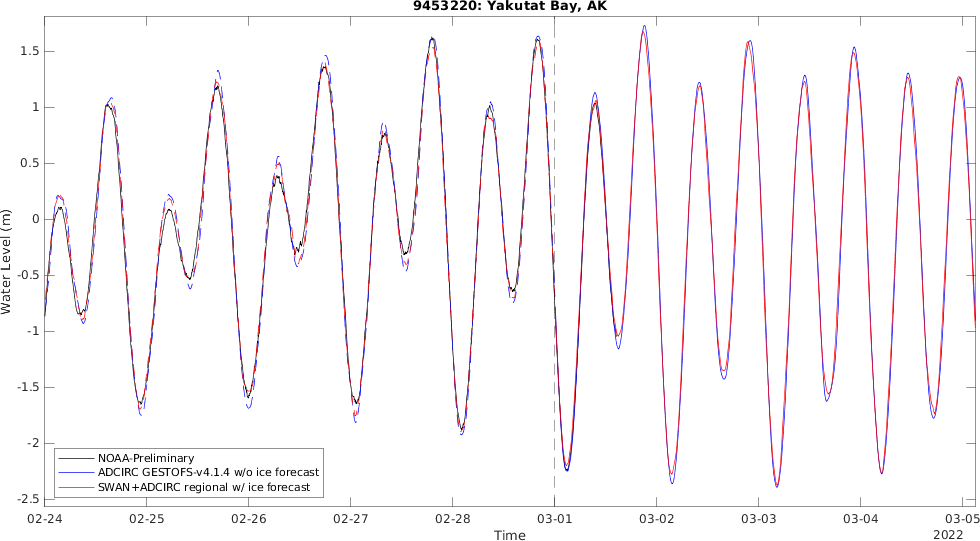 9453220: Yakutat Bay, AK
Water Level (m)
1.5
1
0.5
0
-0.5
-1
-1.5
-2
-2.5
NOAA-Preliminary
ADCIRC GESTOFS-v4.1.4 w/o ice forecast
SWAN+ADCIRC regional w/ ice forecast
02-24 02-25 02-26 02-27 02-28 03-01 03-02 03-03 03-04 03-05
Time 2022